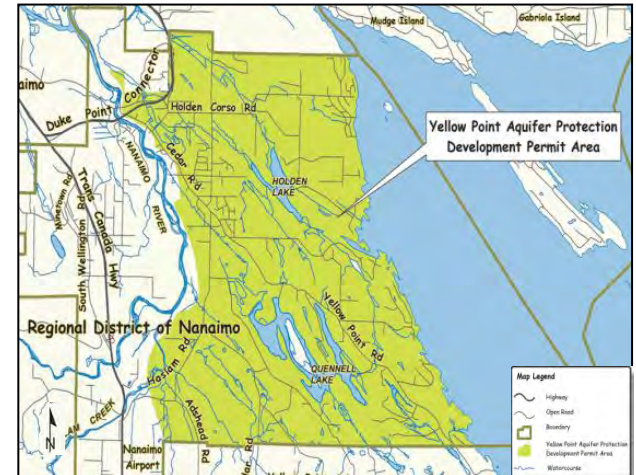 Mudge Island
Gabriola Island
aimo
Duke Point Connector
Holden Corso Rd
Yellow Point Aquifer Protection
Development Permit Area
Cedar Rd
NANAIMO
RIVER
HOLDEN
LAKE
Minetown Rd
South Wellington Rd
Trans Canada Hwy
Yellow Point Rd
Regional District of Nanaimo
Haslam Rd
QUENNELL
LAKE
AM CREEK
Adshead Rd
N
Nanaimo
Airport
Map Legend
Highway
Open Road
Boundary
Yellow Point Aquifer Protection
Development Permit Area
Watercourse